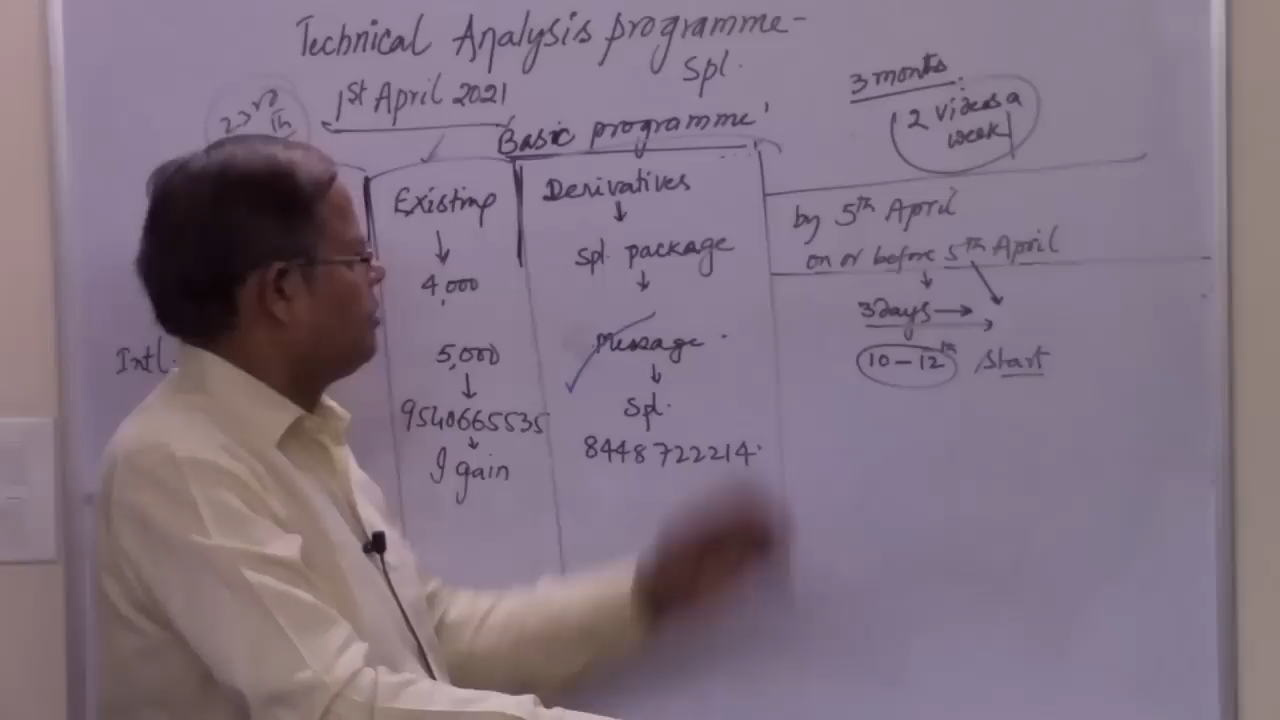 Technical Analysis programme -
spl.
1st April 2021
Basic programme
3 months
2 videos a
week
23rd
th
Existing
4,000
5,000
9540665535
I gain
Derivatives
spl. package
Message
spl.
8448722214
by 5th April
on or before 5th April
3 days
10-12th start
Intl.